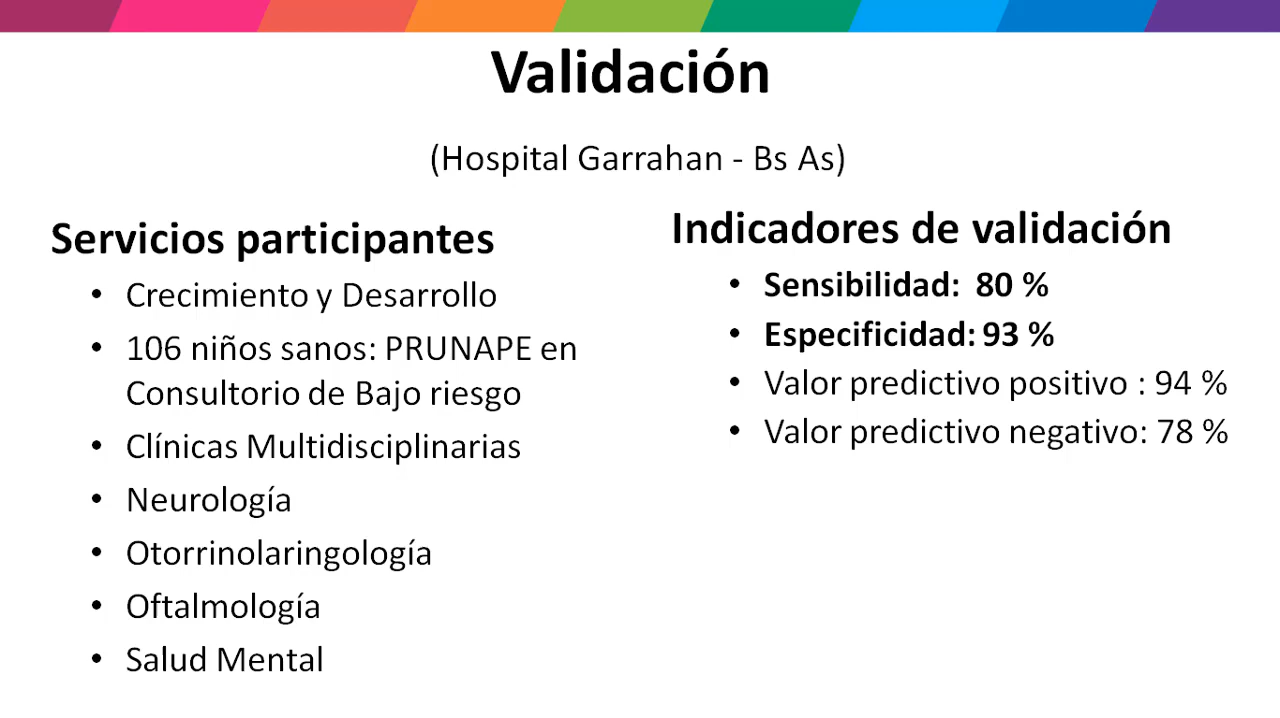 Validación
(Hospital Garrahan - Bs As)
Servicios participantes
• Crecimiento y Desarrollo
• 106 niños sanos: PRUNAPE en
Consultorio de Bajo riesgo
• Clínicas Multidisciplinarias
• Neurología
• Otorrinolaringología
• Oftalmología
• Salud Mental
Indicadores de validación
• Sensibilidad: 80 %
• Especificidad: 93 %
• Valor predictivo positivo : 94 %
• Valor predictivo negativo: 78 %